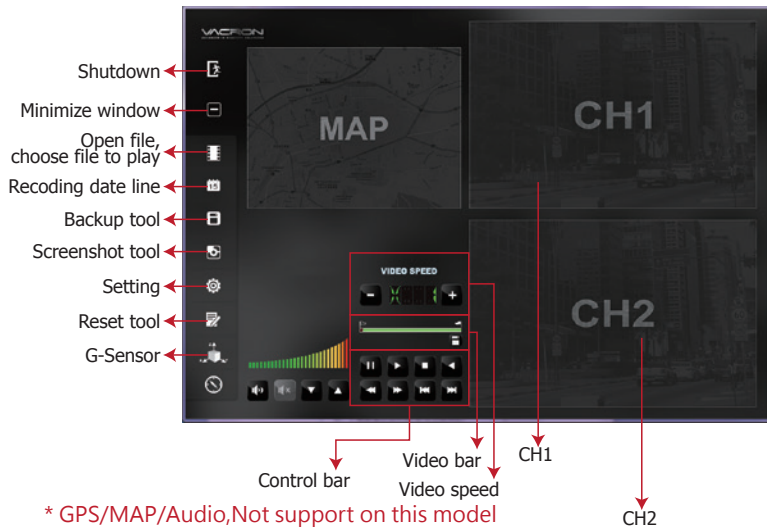 VACRON
Shutdown
Minimize window
Open file,
choose file to play
Recoding date line
Backup tool
Screenshot tool
Setting
Reset tool
G-Sensor
MAP
CH1
CH2
15
VIDEO SPEED
X 1
Control bar
Video bar
Video speed
CH1
CH2
* GPS/MAP/Audio,Not support on this model